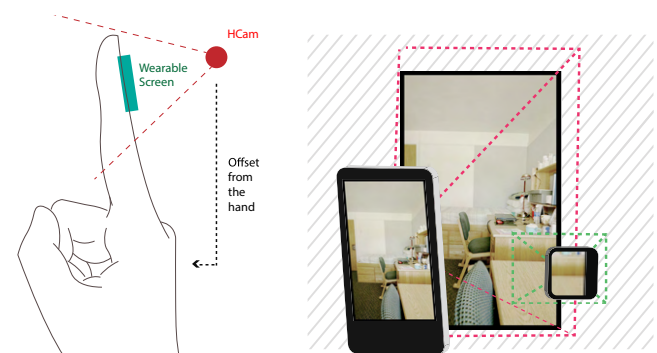 HCam
Wearable
Screen
Offset
from
the
hand